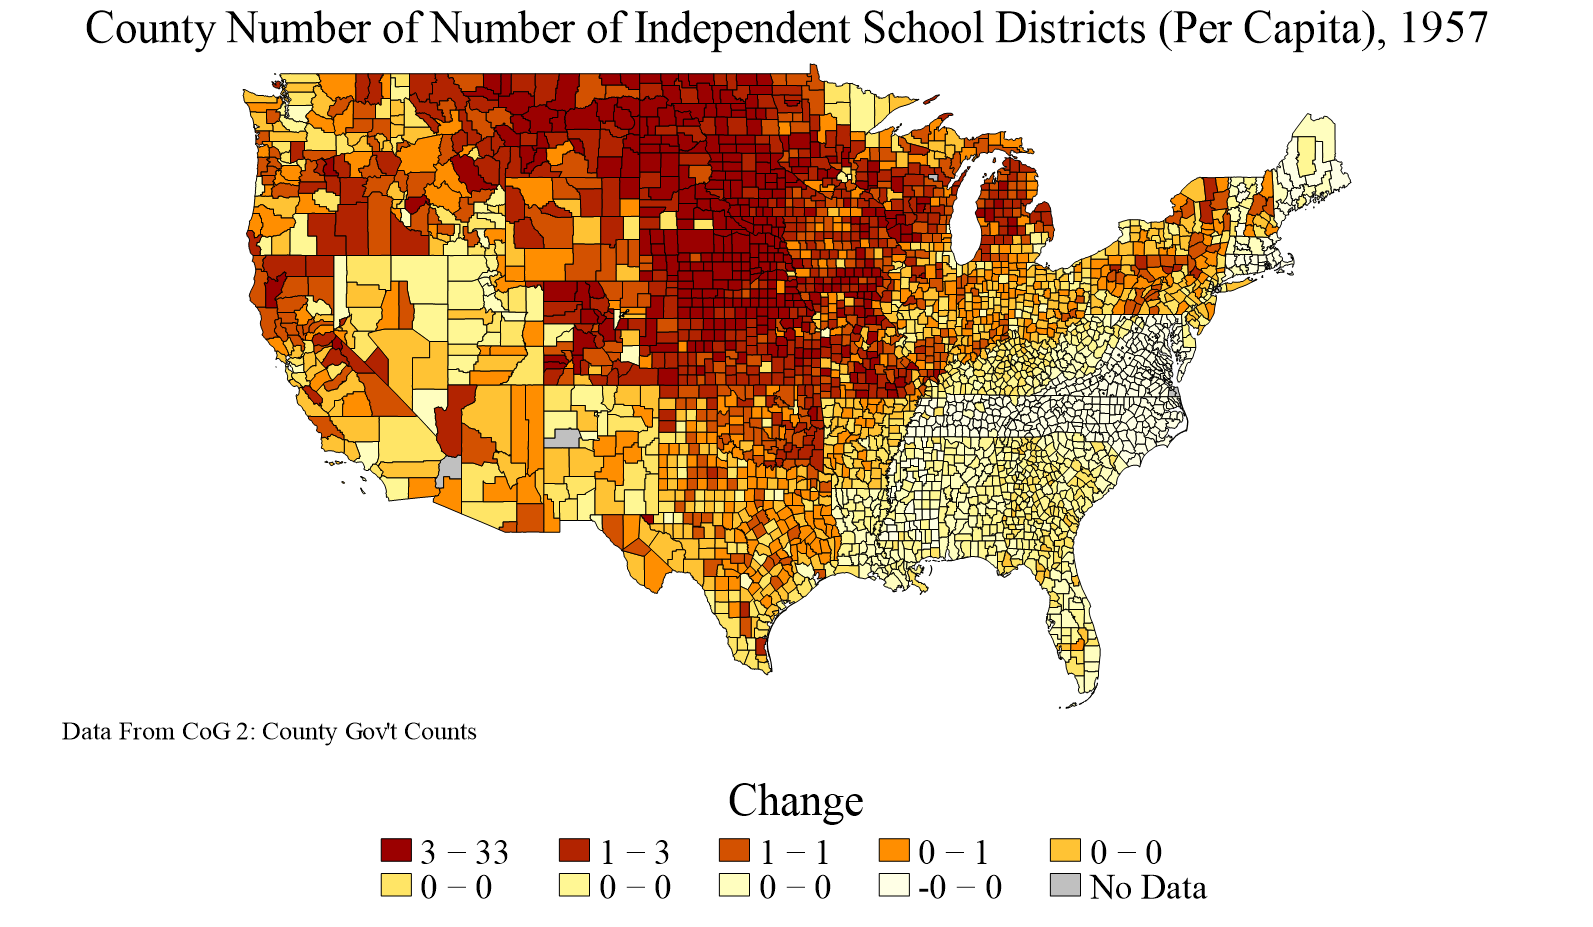 County Number of Number of Independent School Districts (Per Capita), 1957
Data From CoG 2: County Gov't Counts
Change
3 − 33 1 − 3 1 − 1 0 − 1 0 − 0
0 − 0 0 − 0 0 − 0 -0 − 0 No Data